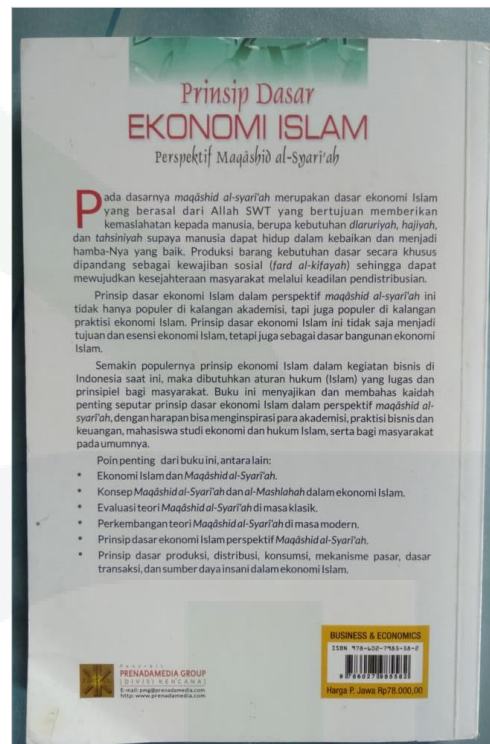 Prinsip Dasar
EKONOMI ISLAM
Perspektif Maqâshid al-Syarî'ah
Pada dasarnya maqâshid al-syarî'ah merupakan dasar ekonomi Islam
yang berasal dari Allah SWT yang bertujuan memberikan
kemaslahatan kepada manusia, berupa kebutuhan dlaruriyah, hajiyah,
dan tahsiniyah supaya manusia dapat hidup dalam kebaikan dan menjadi
hamba-Nya yang baik. Produksi barang kebutuhan dasar secara khusus
dipandang sebagai kewajiban sosial (fard al-kifayah) sehingga dapat
mewujudkan kesejahteraan masyarakat melalui keadilan pendistribusian.
Prinsip dasar ekonomi Islam dalam perspektif maqâshid al-syarî'ah ini
tidak hanya populer di kalangan akademisi, tapi juga populer di kalangan
praktisi ekonomi Islam. Prinsip dasar ekonomi Islam ini tidak saja menjadi
tujuan dan esensi ekonomi Islam, tetapi juga sebagai dasar bangunan ekonomi
Islam.
Semakin populernya prinsip ekonomi Islam dalam kegiatan bisnis di
Indonesia saat ini, maka dibutuhkan aturan hukum (Islam) yang lugas dan
prinsipiel bagi masyarakat. Buku ini menyajikan dan membahas kaidah
penting seputar prinsip dasar ekonomi Islam dalam perspektif maqâshid al-
syarî'ah, dengan harapan bisa menginspirasi para akademisi, praktisi bisnis dan
keuangan, mahasiswa studi ekonomi dan hukum Islam, serta bagi masyarakat
pada umumnya.
Poin penting dari buku ini, antara lain:
• Ekonomi Islam dan Maqâshid al-Syarî'ah.
• Konsep Maqâshid al-Syarî'ah dan al-Mashlahah dalam ekonomi Islam.
• Evaluasi teori Maqâshid al-Syarî'ah di masa klasik.
• Perkembangan teori Maqâshid al-Syarî'ah di masa modern.
• Prinsip dasar ekonomi Islam perspektif Maqâshid al-Syarî'ah.
• Prinsip dasar produksi, distribusi, konsumsi, mekanisme pasar, dasar
transaksi, dan sumber daya insani dalam ekonomi Islam.
BUSINESS & ECONOMICS
Penerbit
PRENADAMEDIA GROUP
(DIVISI KENCANA)
E-mail: pmg@prenadamedia.com
http: www.prenadamedia.com
Harga P. Jawa Rp78.000,00